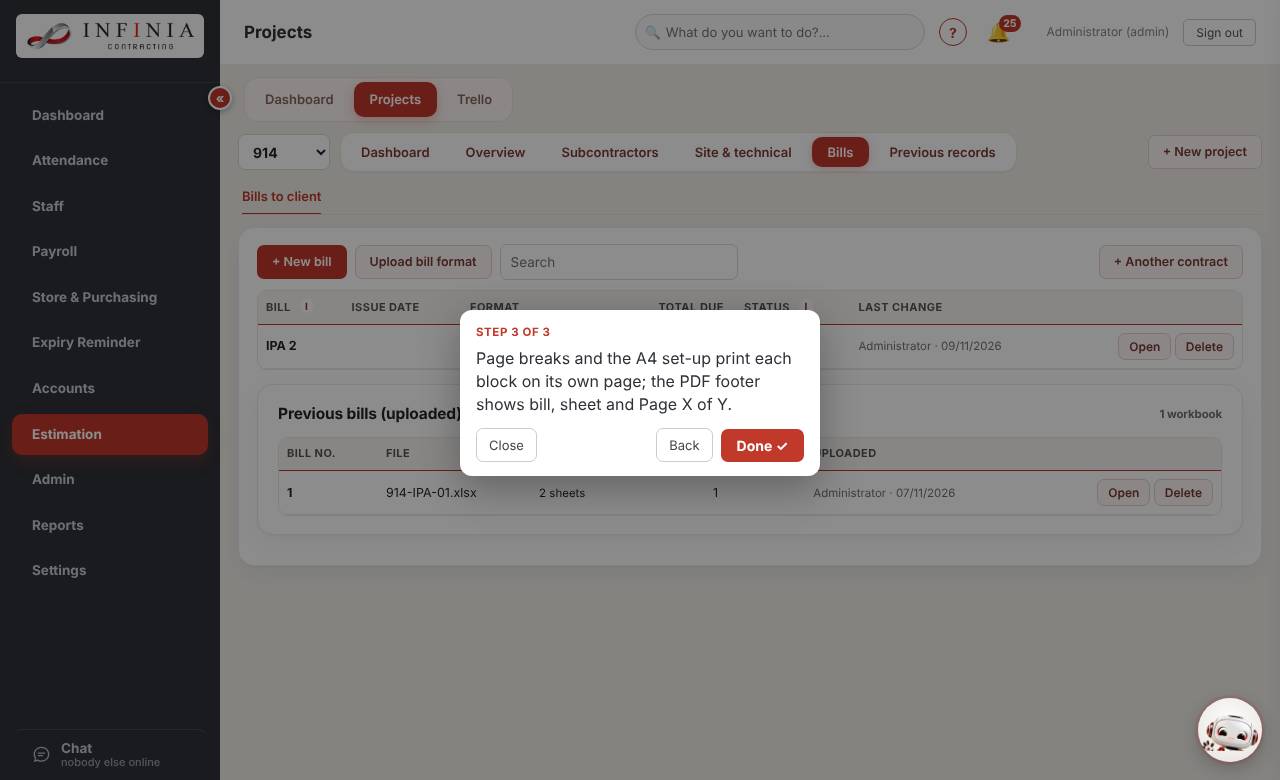 INFINIA
CONTRACTING
Projects
What do you want to do?...
?
25
Administrator (admin)
Sign out
«
Dashboard
Attendance
Staff
Payroll
Store & Purchasing
Expiry Reminder
Accounts
Estimation
Admin
Reports
Settings
Chat
nobody else online
Dashboard
Projects
Trello
914
Dashboard
Overview
Subcontractors
Site & technical
Bills
Previous records
+ New project
Bills to client
+ New bill
Upload bill format
Search
+ Another contract
BILL
ISSUE DATE
FORMAT
TOTAL DUE
STATUS
LAST CHANGE
IPA 2
Administrator · 09/11/2026
Open
Delete
STEP 3 OF 3
Page breaks and the A4 set-up print each
block on its own page; the PDF footer
shows bill, sheet and Page X of Y.
Close
Back
Done ✓
Previous bills (uploaded)
1 workbook
BILL NO.
FILE
1
914-IPA-01.xlsx
2 sheets
1
Administrator · 07/11/2026
Open
Delete